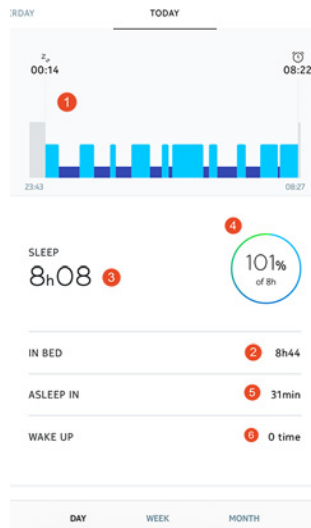 ERDAY TODAY
z z
00:14 08:22
1
23:43 08:27
4
SLEEP
8h08 3
101%
of 8h
IN BED 2 8h44
ASLEEP IN 5 31min
WAKE UP 6 0 time
DAY WEEK MONTH